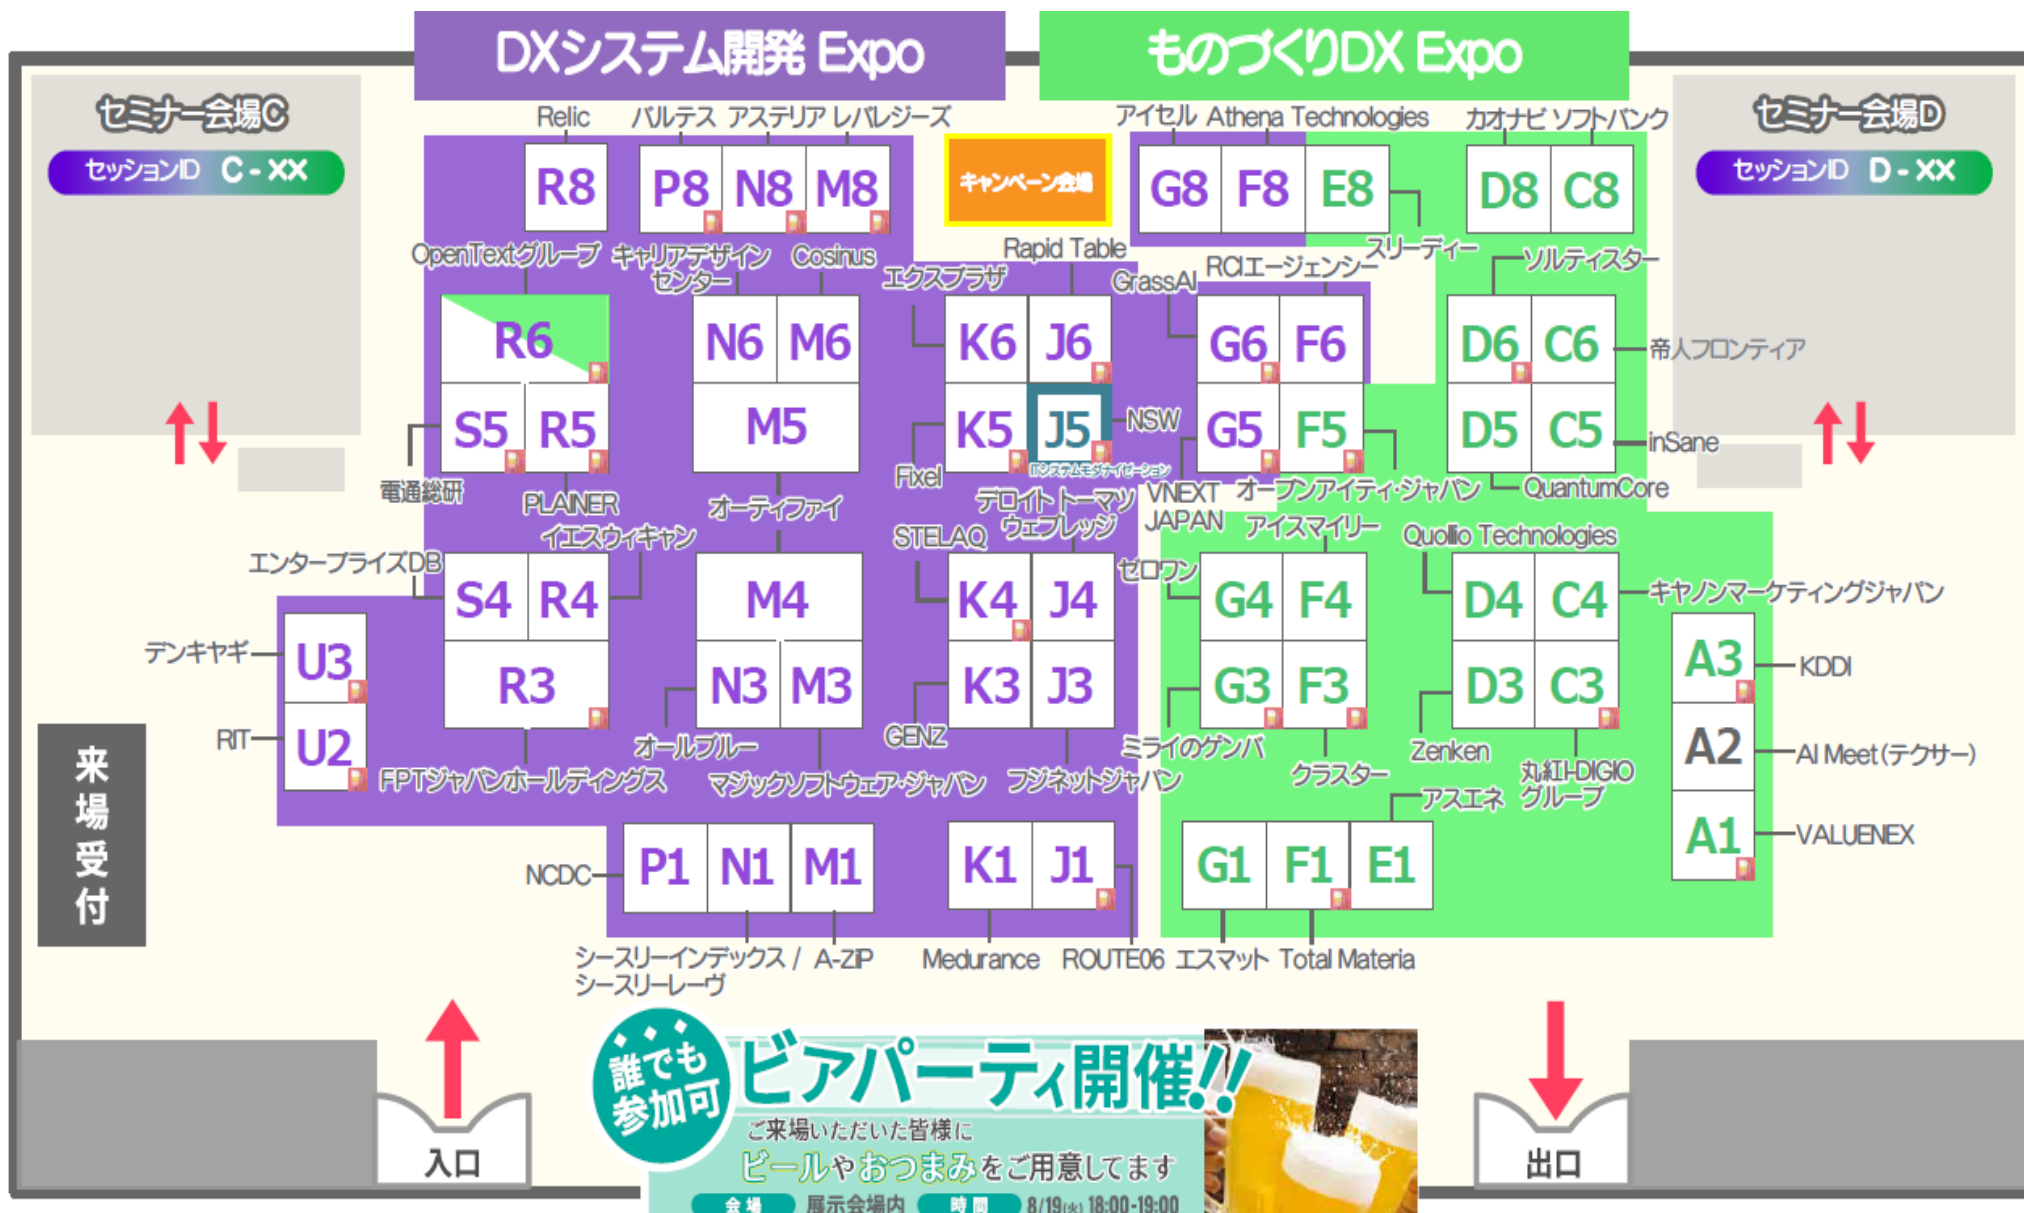 DXシステム開発 Expo
ものづくりDX Expo
セミナー会場C
セッションID C-XX
セミナー会場D
セッションID D-XX
Relic
バルテス
アステリア
レバレジーズ
アイセル
Athena Technologies
カオナビ
ソフトバンク
R8
P8
N8
M8
キャンペーン会場
G8
F8
E8
D8
C8
OpenTextグループ
キャリアデザイン
センター
Cosinus
エクスプラザ
Rapid Table
GrassAI
RCIエージェンシー
スリーディー
ソルティスター
R6
N6
M6
K6
J6
G6
F6
D6
C6
帝人フロンティア
S5
R5
M5
K5
J5
ITシステムモダナイゼーション
NSW
G5
F5
D5
C5
inSane
電通総研
PLAINER
オーティファイ
Fixel
デロイト トーマツ
ウェブレッジ
VNEXT
JAPAN
オープンアイティ・ジャパン
QuantumCore
エンタープライズDB
イエスウィキャン
STELAQ
ゼロワン
アイスマイリー
Quollio Technologies
キヤノンマーケティングジャパン
S4
R4
M4
K4
J4
G4
F4
D4
C4
デンキヤギ
U3
R3
N3
M3
K3
J3
G3
F3
D3
C3
A3
KDDI
RIT
U2
FPTジャパンホールディングス
オールブルー
マジックソフトウェア・ジャパン
GENZ
フジネットジャパン
ミライのゲンバ
クラスター
Zenken
丸紅I-DIGIO
グループ
A2
AI Meet(テクサー)
来場受付
アスエネ
NCDC
P1
N1
M1
K1
J1
G1
F1
E1
A1
VALUENEX
シースリーインデックス /
シースリーレーヴ
A-ZiP
Medurance
ROUTE06
エスマット
Total Materia
入口
出口
誰でも
参加可
ビアパーティ開催!!
ご来場いただいた皆様に
ビールやおつまみをご用意してます
会場 展示会場内 時間 8/19(火) 18:00-19:00